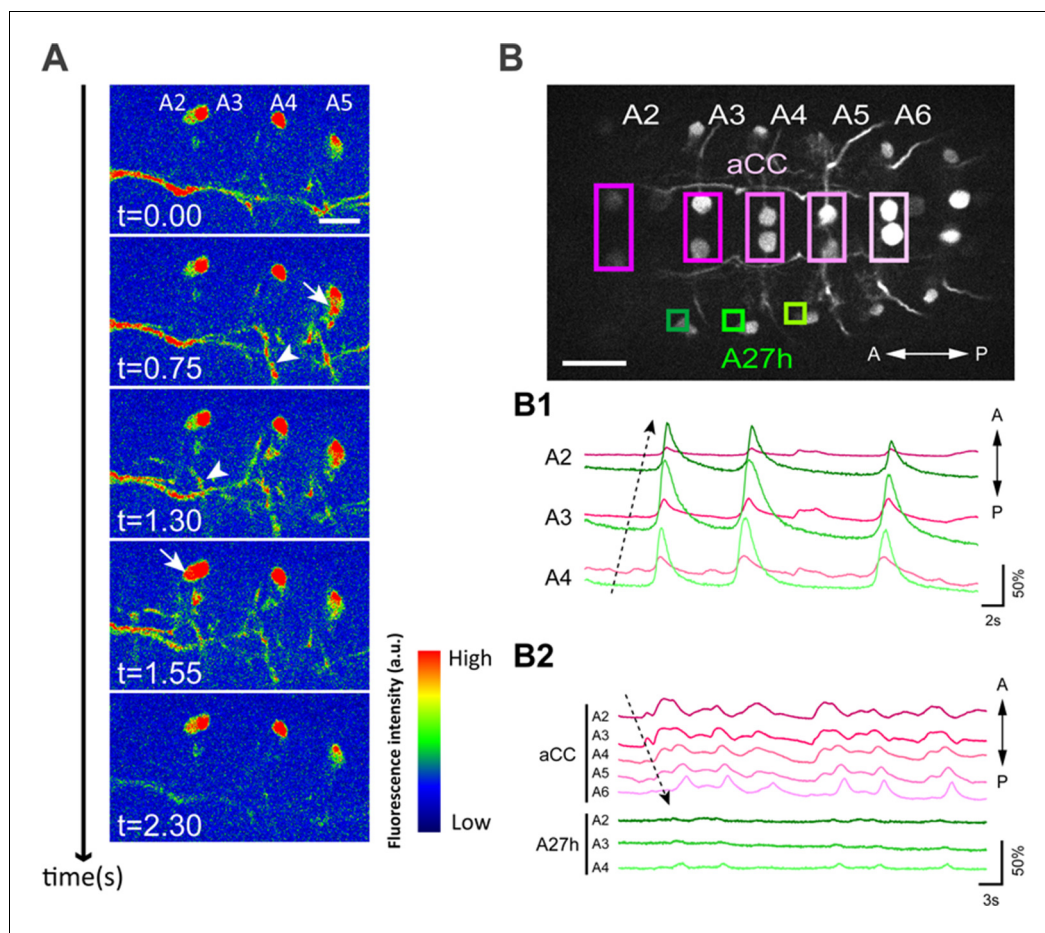 A
A2 A3 A4 A5
t=0.00
t=0.75
t=1.30
t=1.55
t=2.30
time(s)
Fluorescence intensity (a.u.)
High
Low
B
A2 A3 A4 A5 A6
aCC
A27h
A P
B1
A2
A3
A4
A
P
50%
2s
B2
aCC
A2
A3
A4
A5
A6
A27h
A2
A3
A4
A
P
50%
3s